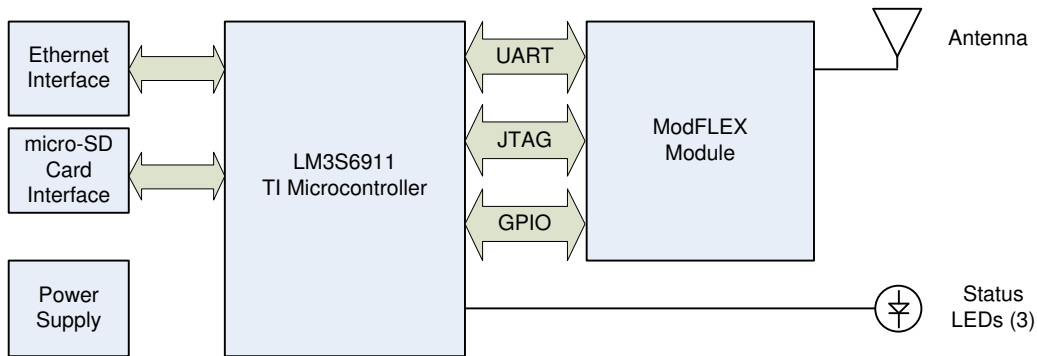 Ethernet
Interface
micro-SD
Card
Interface
Power
Supply
LM3S6911
TI Microcontroller
UART
JTAG
GPIO
ModFLEX
Module
Antenna
Status
LEDs (3)